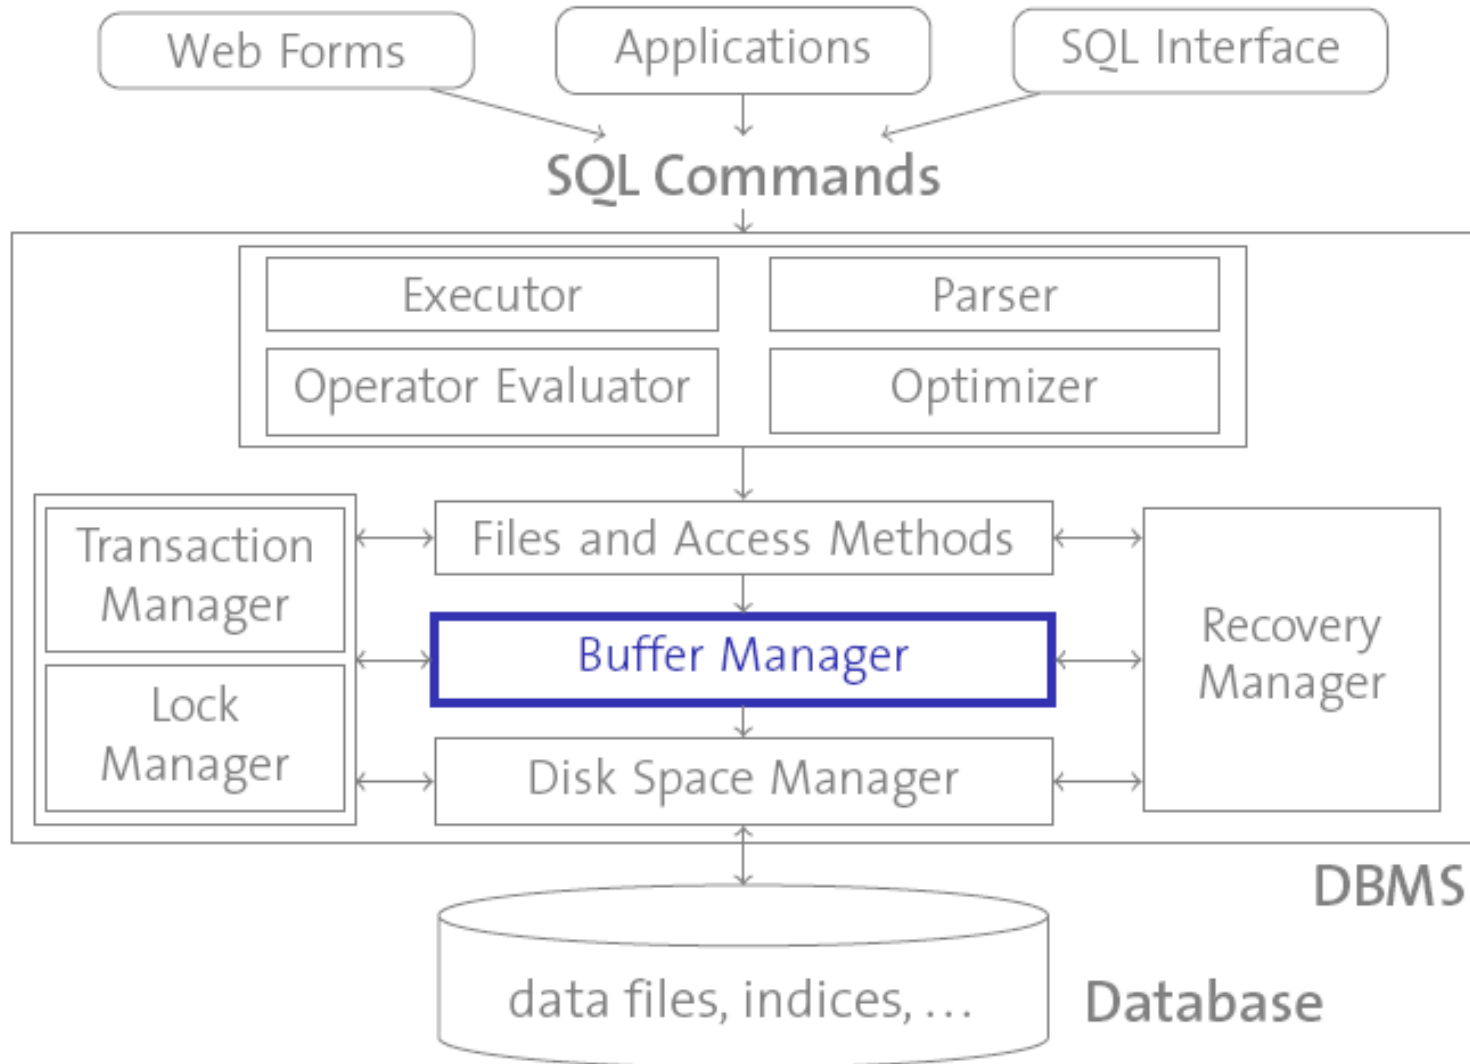 Web Forms
Applications
SQL Interface
SQL Commands
Executor
Parser
Operator Evaluator
Optimizer
Transaction
Manager
Files and Access Methods
Buffer Manager
Recovery
Manager
Lock
Manager
Disk Space Manager
DBMS
data files, indices, …
Database